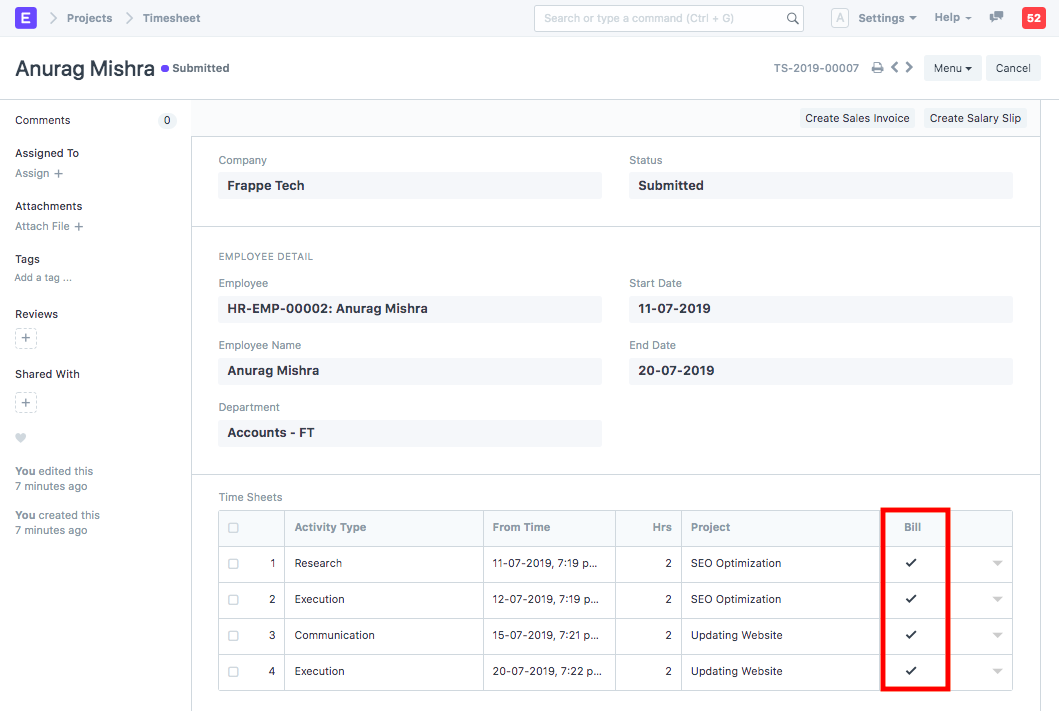 E Projects Timesheet Search or type a command (Ctrl + G) A Settings Help 52
Anurag Mishra Submitted TS-2019-00007 Menu Cancel
Comments 0
Assigned To
Assign +
Attachments
Attach File +
Tags
Add a tag ...
Reviews
+
Shared With
+
You edited this
7 minutes ago
You created this
7 minutes ago
Create Sales Invoice Create Salary Slip
Company Status
Frappe Tech Submitted
EMPLOYEE DETAIL
Employee Start Date
HR-EMP-00002: Anurag Mishra 11-07-2019
Employee Name End Date
Anurag Mishra 20-07-2019
Department
Accounts - FT
Time Sheets
Activity Type From Time Hrs Project Bill
1 Research 11-07-2019, 7:19 p... 2 SEO Optimization
2 Execution 12-07-2019, 7:19 p... 2 SEO Optimization
3 Communication 15-07-2019, 7:21 p... 2 Updating Website
4 Execution 20-07-2019, 7:22 p... 2 Updating Website